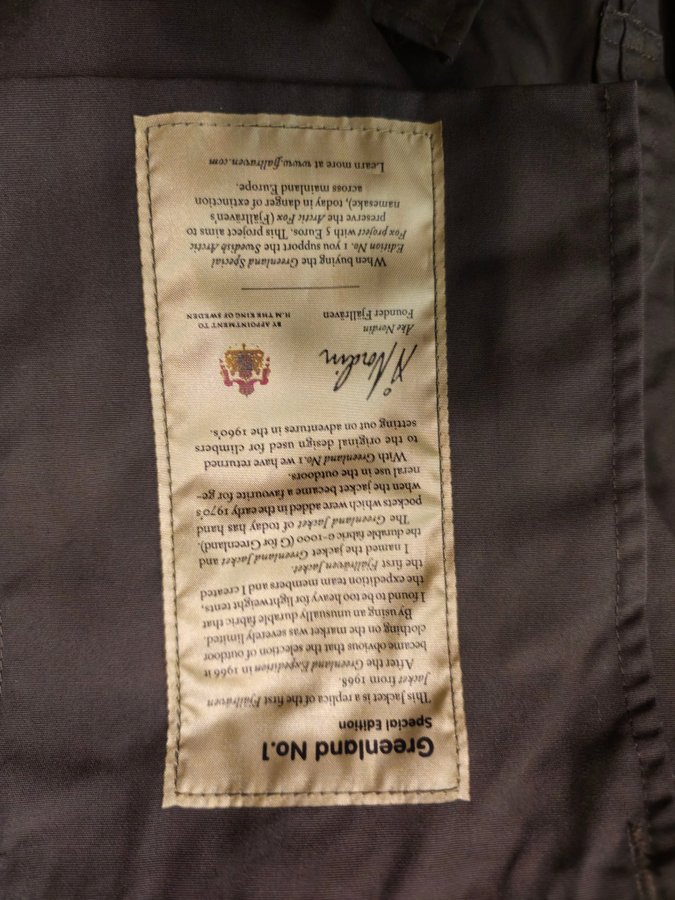 Greenland No.1
Special Edition
This Jacket is a replica of the first Fjällräven
Jacket from 1968.
After the Greenland Expedition in 1966 it
became obvious that the selection of outdoor
clothing on the market was severely limited.
By using an unusually durable fabric that
I found to be too heavy for lightweight tents,
the expedition team members and I created
the first Fjällräven Jacket.
I named the jacket Greenland Jacket and
the durable fabric G-1000 (G for Greenland).
The Greenland Jacket of today has hand
pockets which were added in the early 1970's
when the jacket became a favourite for ge-
neral use in the outdoors.
With Greenland No.1 we have returned
to the original design used for climbers
setting out on adventures in the 1960's.
Å Nordin
Åke Nordin
Founder Fjällräven
BY APPOINTMENT TO
H.M THE KING OF SWEDEN
When buying the Greenland Special
Edition No. 1 you support the Swedish Arctic
Fox project with 5 Euros. This project aims to
preserve the Arctic Fox (Fjällräven's
namesake), today in danger of extinction
across mainland Europe.
Learn more at www.fjallraven.com